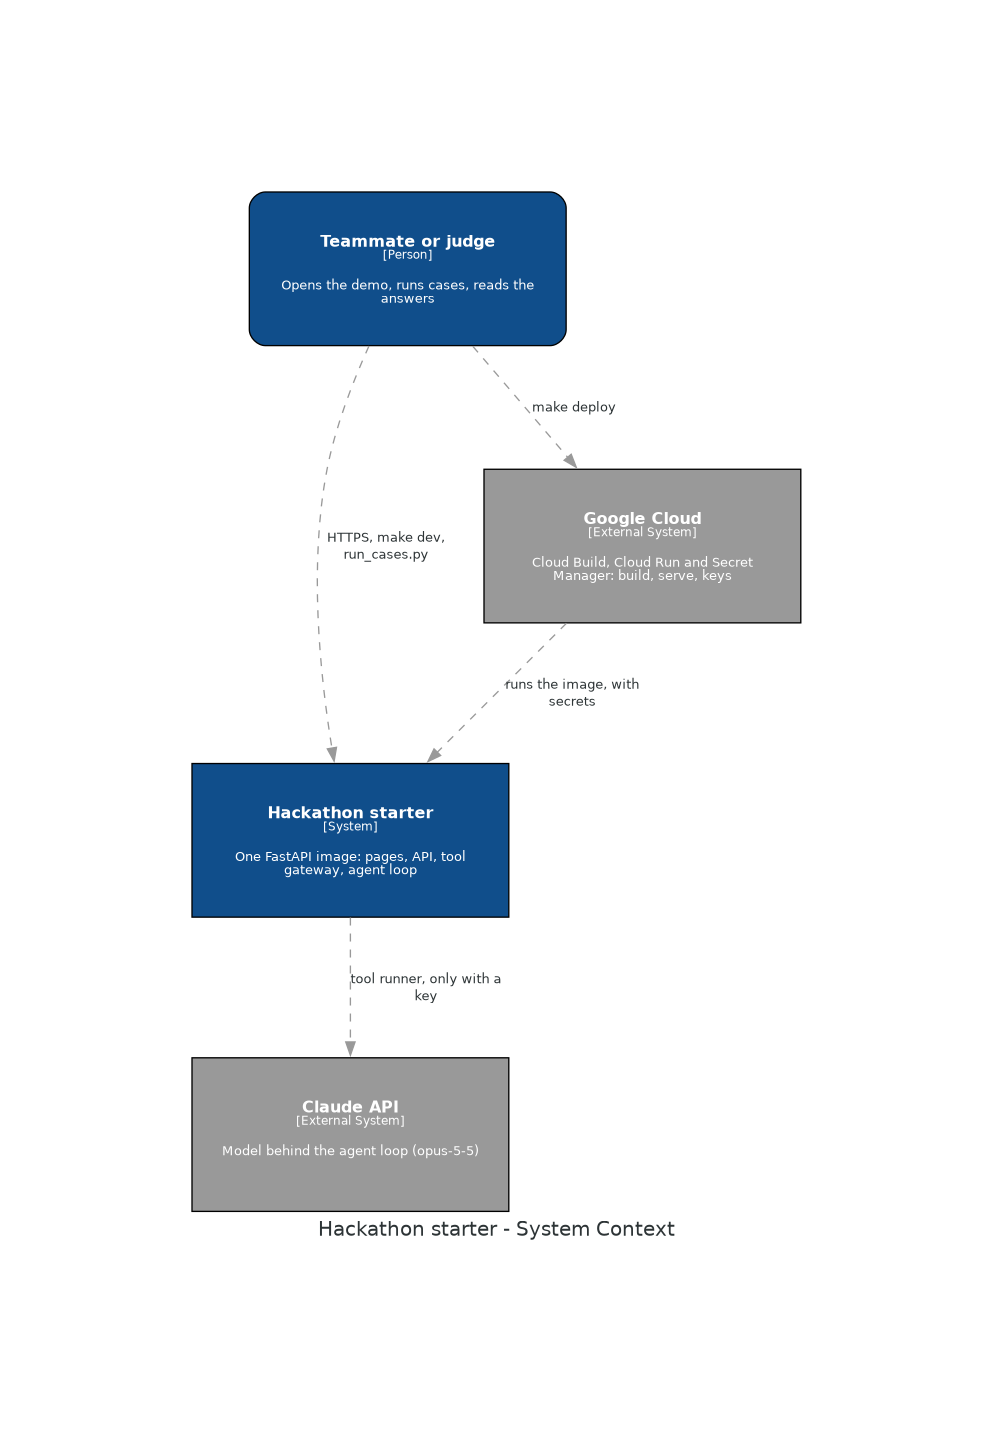 Teammate or judge
[Person]
Opens the demo, runs cases, reads the
answers
make deploy
Google Cloud
[External System]
Cloud Build, Cloud Run and Secret
Manager: build, serve, keys
HTTPS, make dev,
run_cases.py
runs the image, with
secrets
Hackathon starter
[System]
One FastAPI image: pages, API, tool
gateway, agent loop
tool runner, only with a
key
Claude API
[External System]
Model behind the agent loop (opus-5-5)
Hackathon starter - System Context